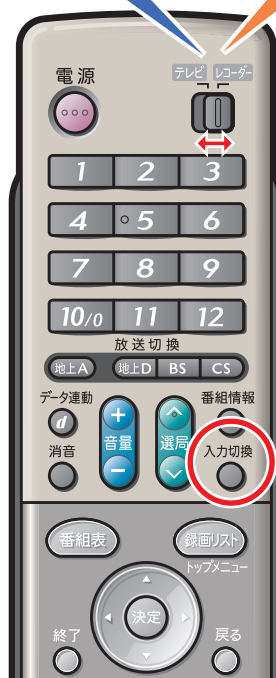 電源
テレビ レコーダー
1 2 3
4 5 6
7 8 9
10/0 11 12
放送切換
地上A 地上D BS CS
データ連動 番組情報
d + 音量 − 選局
消音 入力切換
番組表 録画リスト
トップメニュー
決定
終了 戻る